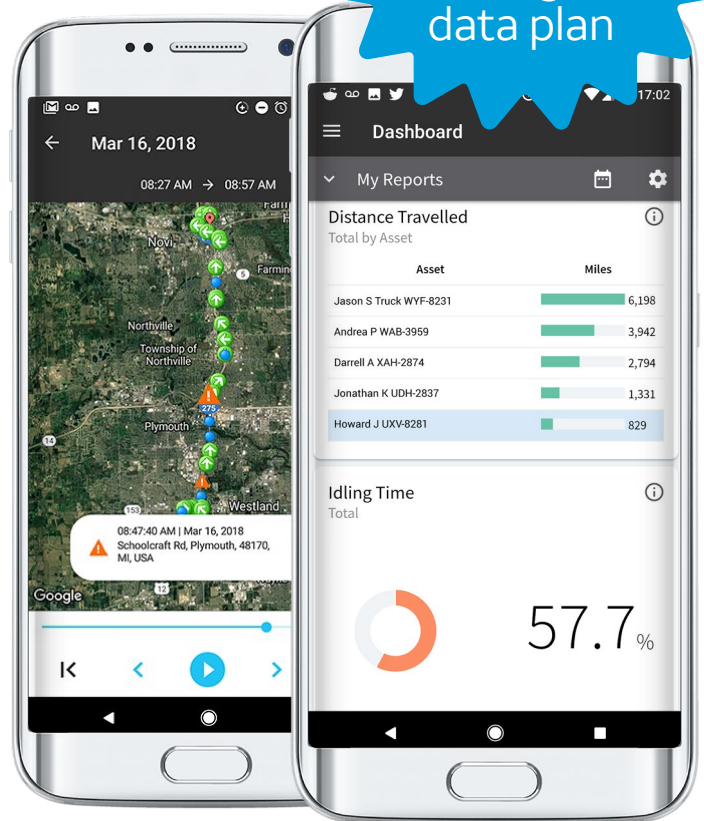 data plan
Mar 16, 2018
08:27 AM → 08:57 AM
Novi
5
Northville
Township of
Northville
275
Plymouth
14
153
Westland
08:47:40 AM | Mar 16, 2018
Schoolcraft Rd, Plymouth, 48170,
MI, USA
12
Google
17:02
Dashboard
My Reports
Distance Travelled
Total by Asset
Asset Miles
Jason S Truck WYF-8231 6,198
Andrea P WAB-3959 3,942
Darrell A XAH-2874 2,794
Jonathan K UDH-2837 1,331
Howard J UXV-8281 829
Idling Time
Total
57.7%